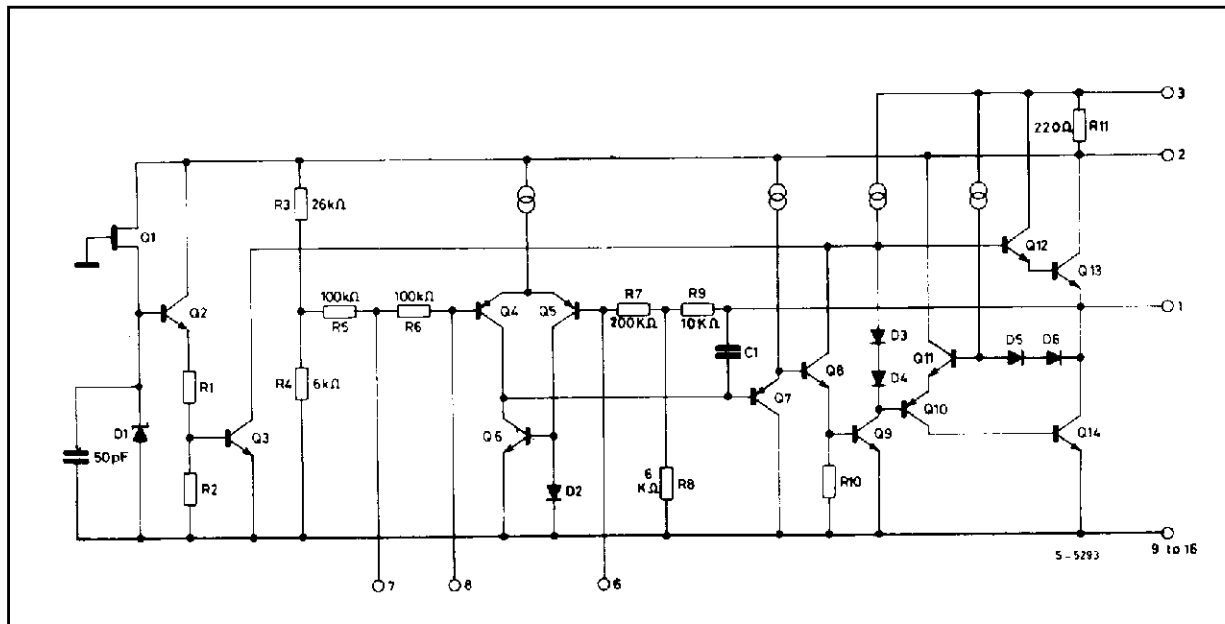 3
220Ω R11
2
R3 26kΩ
Q1
Q12
Q13
100kΩ 100kΩ
R5 R6
Q4 Q5
R7 R9
200KΩ 10KΩ
1
Q2
C1
D3 D5 D6
R4 6kΩ
Q11
Q8
D4
R1
Q7
Q10
D1
Q3
Q6
Q9
Q14
50pF
R2
D2
6
KΩ R8
R10
S-5293
9 to 16
7 8 6